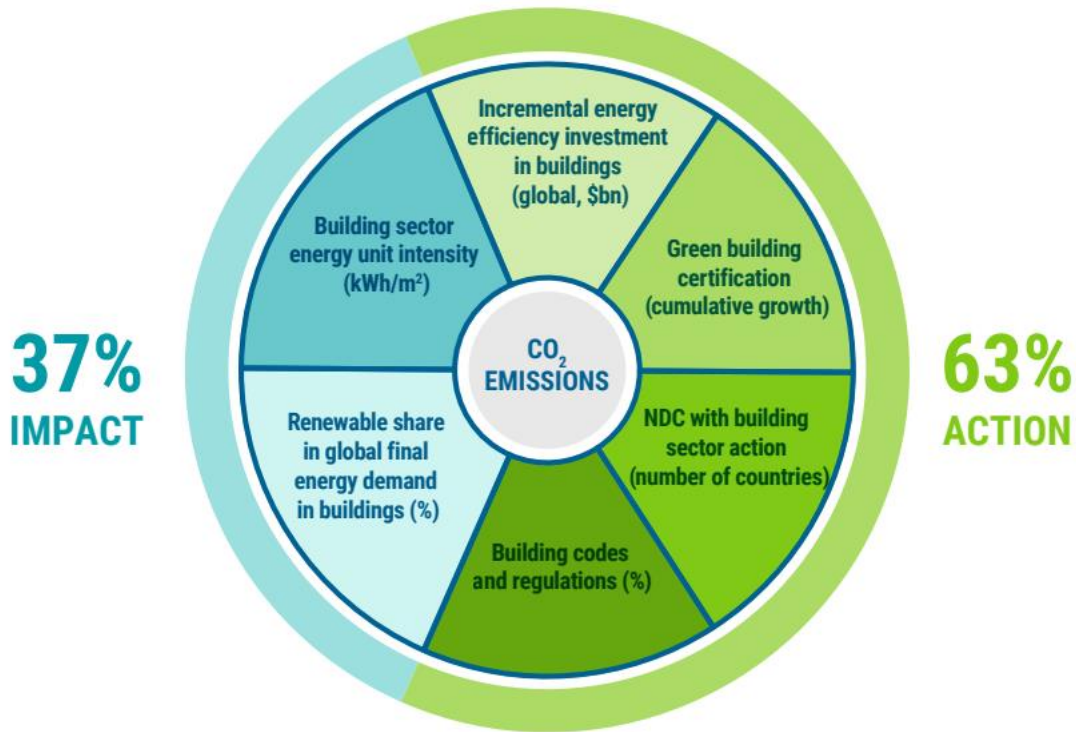 Incremental energy
efficiency investment
in buildings
(global, $bn)
Green building
certification
(cumulative growth)
NDC with building
sector action
(number of countries)
Building codes
and regulations (%)
Renewable share
in global final
energy demand
in buildings (%)
Building sector
energy unit intensity
(kWh/m²)
CO₂
EMISSIONS
37%
IMPACT
63%
ACTION